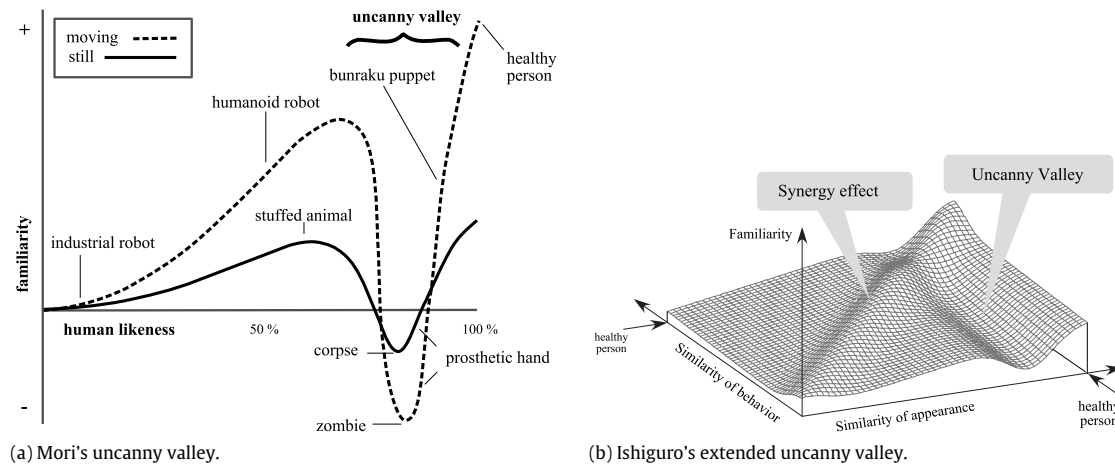 +
moving
still
uncanny valley
healthy
person
bunraku puppet
humanoid robot
stuffed animal
industrial robot
familiarity
human likeness
50 %
100 %
corpse
prosthetic hand
-
zombie
(a) Mori's uncanny valley.
Synergy effect
Uncanny Valley
Familiarity
healthy
person
Similarity of behavior
Similarity of appearance
healthy
person
(b) Ishiguro's extended uncanny valley.